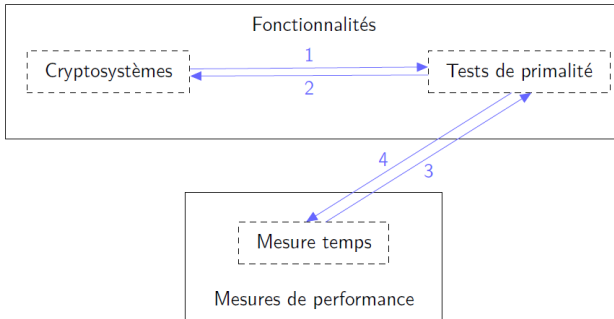 Fonctionnalités
Cryptosystèmes
1
2
Tests de primalité
4
3
Mesure temps
Mesures de performance